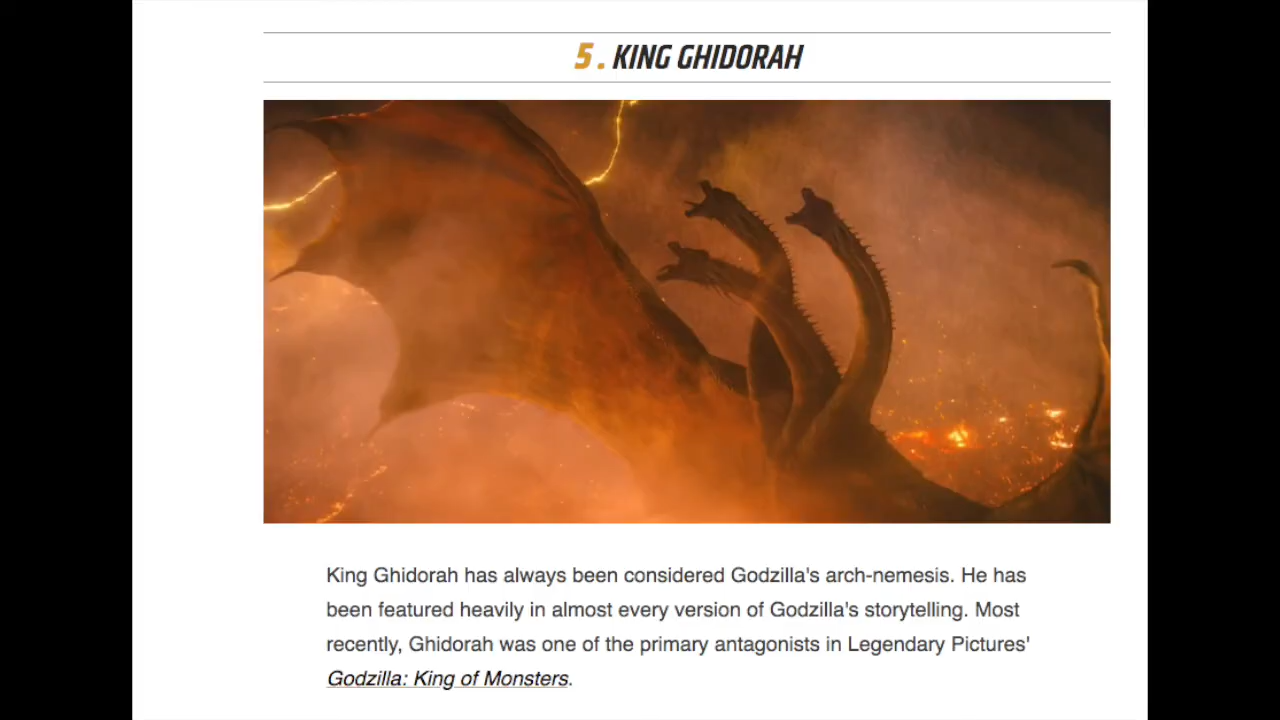 5 . KING GHIDORAH
King Ghidorah has always been considered Godzilla's arch-nemesis. He has
been featured heavily in almost every version of Godzilla's storytelling. Most
recently, Ghidorah was one of the primary antagonists in Legendary Pictures'
Godzilla: King of Monsters.